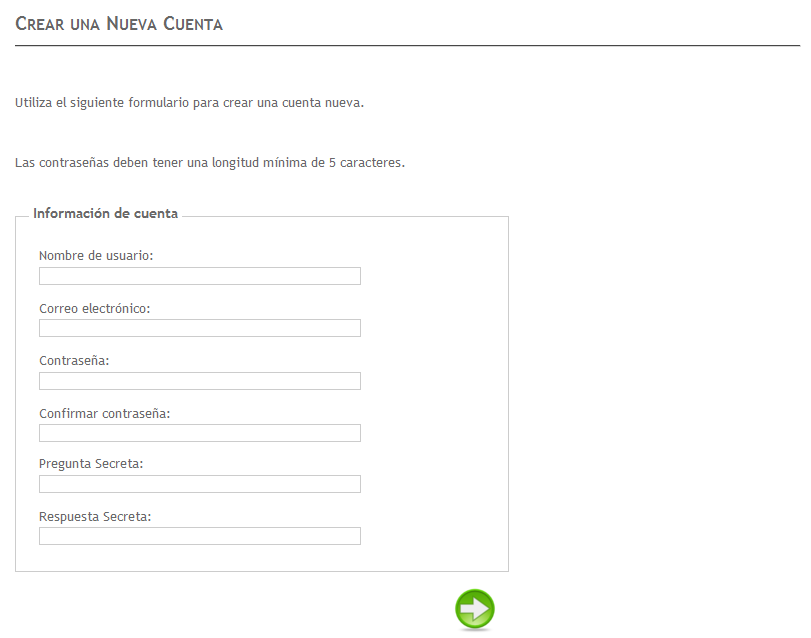 Crear una Nueva Cuenta
Utiliza el siguiente formulario para crear una cuenta nueva.
Las contraseñas deben tener una longitud mínima de 5 caracteres.
Información de cuenta
Nombre de usuario:
Correo electrónico:
Contraseña:
Confirmar contraseña:
Pregunta Secreta:
Respuesta Secreta: